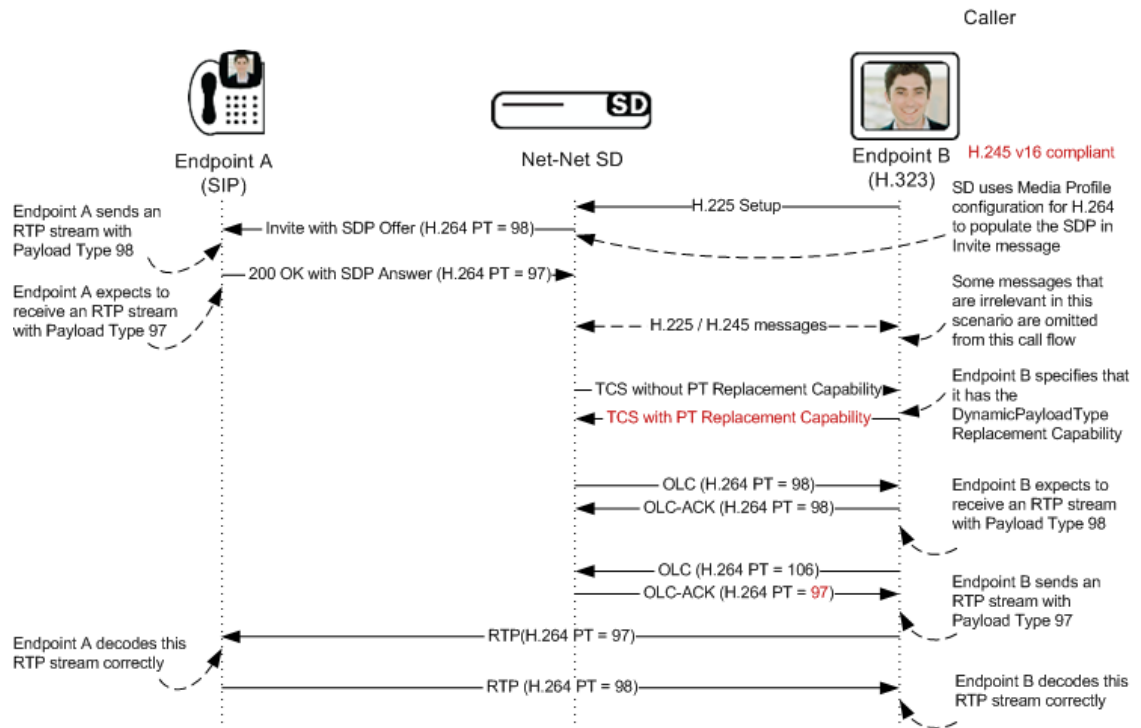 Caller
SD
Endpoint A
(SIP)
Net-Net SD
Endpoint B
(H.323)
H.245 v16 compliant
Endpoint A sends an
RTP stream with
Payload Type 98
H.225 Setup
Invite with SDP Offer (H.264 PT = 98)
SD uses Media Profile
configuration for H.264
to populate the SDP in
Invite message
200 OK with SDP Answer (H.264 PT = 97)
Endpoint A expects to
receive an RTP stream
with Payload Type 97
H.225 / H.245 messages
Some messages that
are irrelevant in this
scenario are omitted
from this call flow
TCS without PT Replacement Capability
TCS with PT Replacement Capability
Endpoint B specifies that
it has the
DynamicPayloadType
Replacement Capability
OLC (H.264 PT = 98)
OLC-ACK (H.264 PT = 98)
Endpoint B expects to
receive an RTP stream
with Payload Type 98
OLC (H.264 PT = 106)
OLC-ACK (H.264 PT = 97)
Endpoint B sends an
RTP stream with
Payload Type 97
RTP(H.264 PT = 97)
Endpoint A decodes this
RTP stream correctly
RTP (H.264 PT = 98)
Endpoint B decodes this
RTP stream correctly